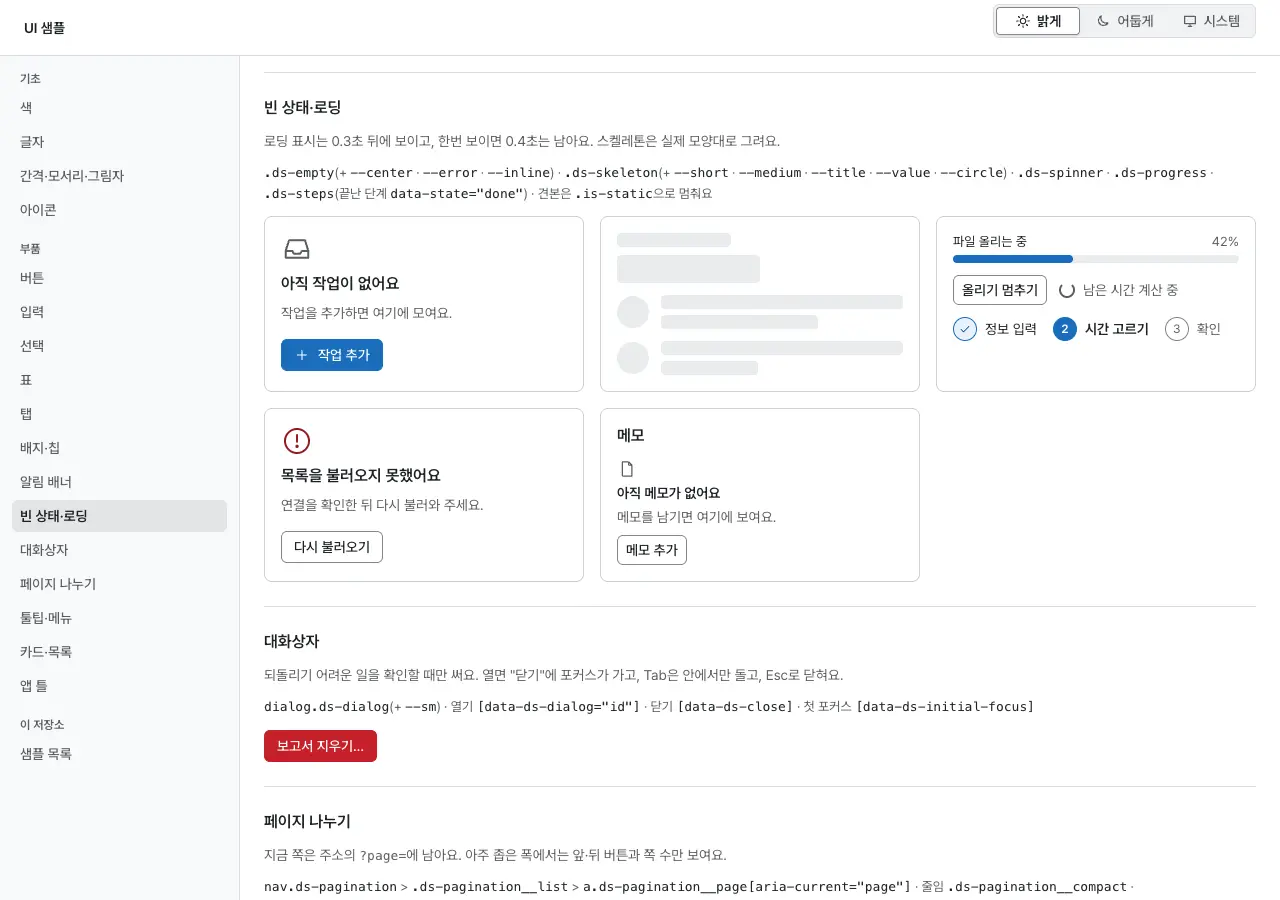 UI 샘플
밝게
어둡게
시스템
기초
색
글자
간격·모서리·그림자
아이콘
부품
버튼
입력
선택
표
탭
배지·칩
알림 배너
빈 상태·로딩
대화상자
페이지 나누기
툴팁·메뉴
카드·목록
앱 틀
이 저장소
샘플 목록
빈 상태·로딩
로딩 표시는 0.3초 뒤에 보이고, 한번 보이면 0.4초는 남아요. 스켈레톤은 실제 모양대로 그려요.
.ds-empty(+ --center · --error · --inline) · .ds-skeleton(+ --short · --medium · --title · --value · --circle) · .ds-spinner · .ds-progress ·
.ds-steps(끝난 단계 data-state="done") · 견본은 .is-static으로 멈춰요
아직 작업이 없어요
작업을 추가하면 여기에 모여요.
작업 추가
파일 올리는 중
42%
올리기 멈추기
남은 시간 계산 중
정보 입력
2 시간 고르기
3 확인
목록을 불러오지 못했어요
연결을 확인한 뒤 다시 불러와 주세요.
다시 불러오기
메모
아직 메모가 없어요
메모를 남기면 여기에 보여요.
메모 추가
대화상자
되돌리기 어려운 일을 확인할 때만 써요. 열면 "닫기"에 포커스가 가고, Tab은 안에서만 돌고, Esc로 닫혀요.
dialog.ds-dialog(+ --sm) · 열기 [data-ds-dialog="id"] · 닫기 [data-ds-close] · 첫 포커스 [data-ds-initial-focus]
보고서 지우기…
페이지 나누기
지금 쪽은 주소의 ?page=에 남아요. 아주 좁은 폭에서는 앞·뒤 버튼과 쪽 수만 보여요.
nav.ds-pagination > .ds-pagination__list > a.ds-pagination__page[aria-current="page"] · 줄임 .ds-pagination__compact ·